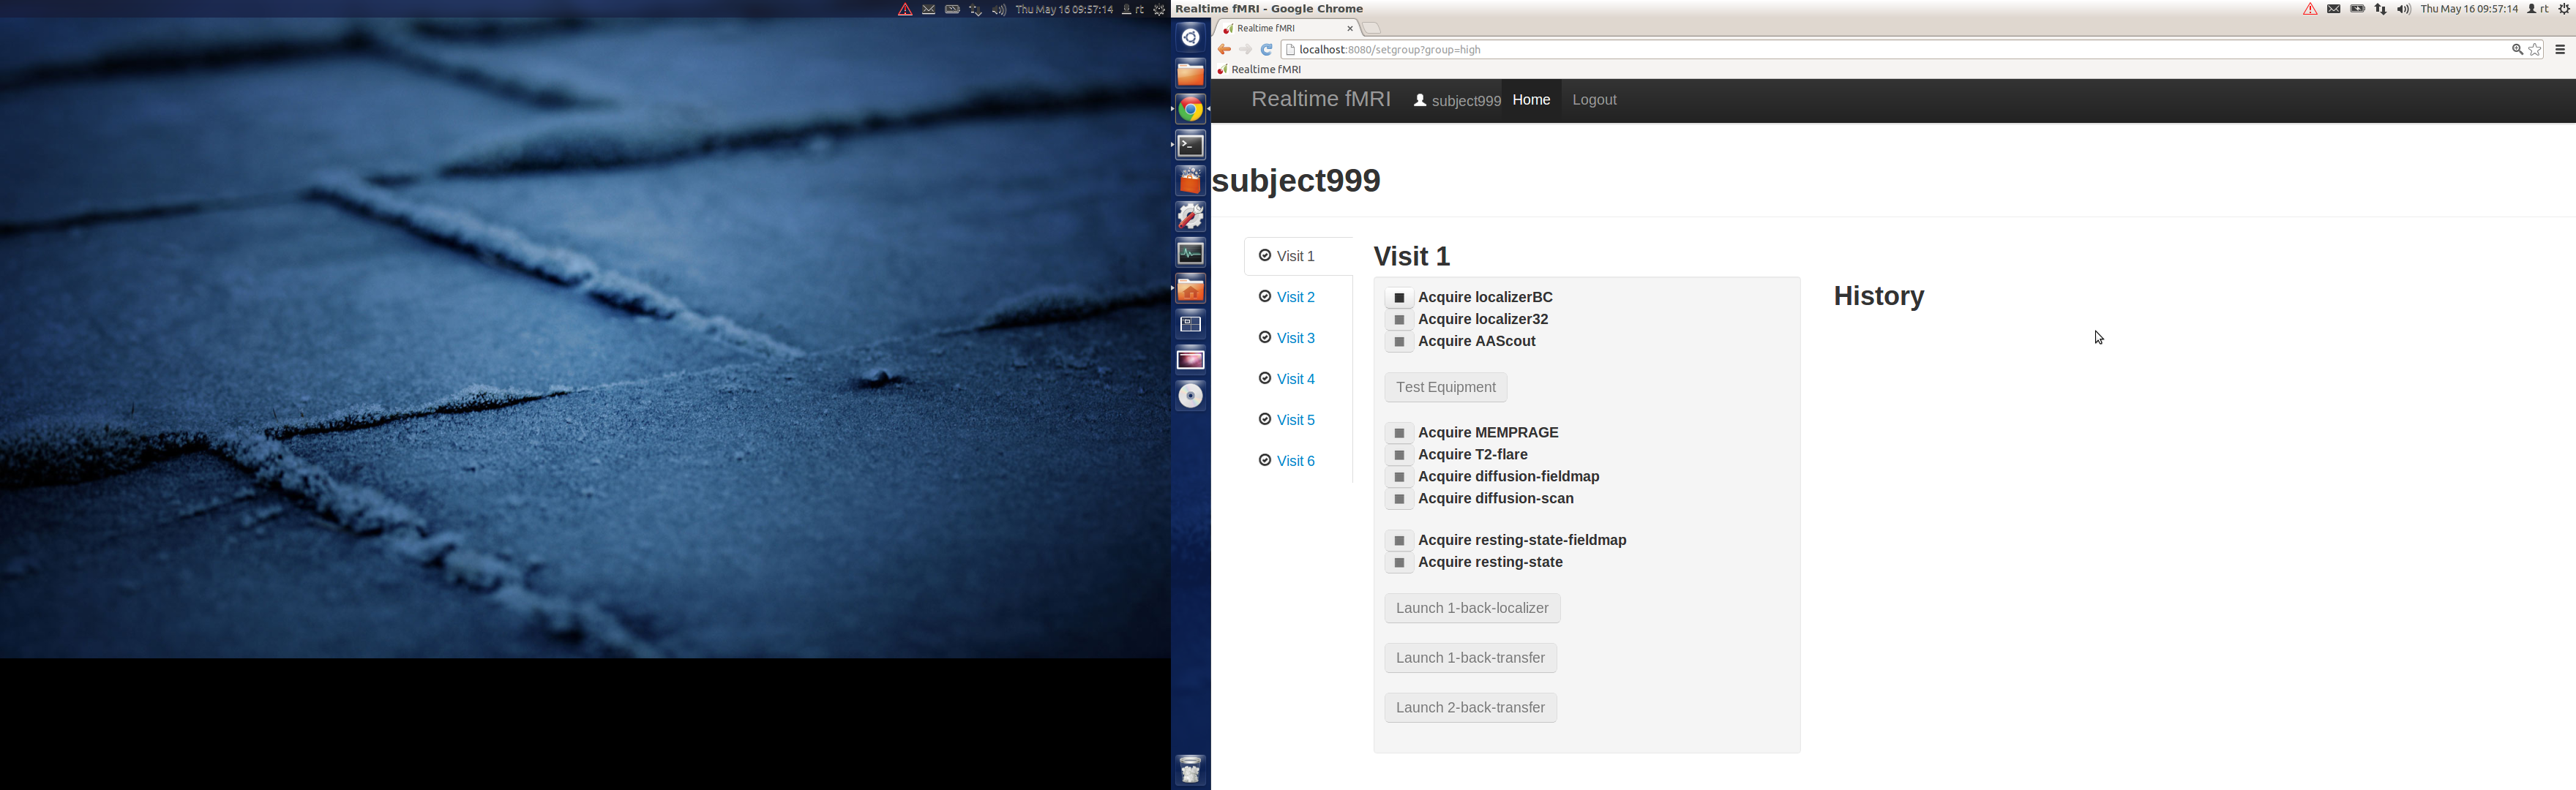 Thu May 16 09:57:14 rt
Realtime fMRI - Google Chrome
Thu May 16 09:57:14 rt
Realtime fMRI
localhost:8080/setgroup?group=high
Realtime fMRI
Realtime fMRI subject999 Home Logout
subject999
Visit 1
Visit 2
Visit 3
Visit 4
Visit 5
Visit 6
Visit 1
Acquire localizerBC
Acquire localizer32
Acquire AAScout
Test Equipment
Acquire MEMPRAGE
Acquire T2-flare
Acquire diffusion-fieldmap
Acquire diffusion-scan
Acquire resting-state-fieldmap
Acquire resting-state
Launch 1-back-localizer
Launch 1-back-transfer
Launch 2-back-transfer
History